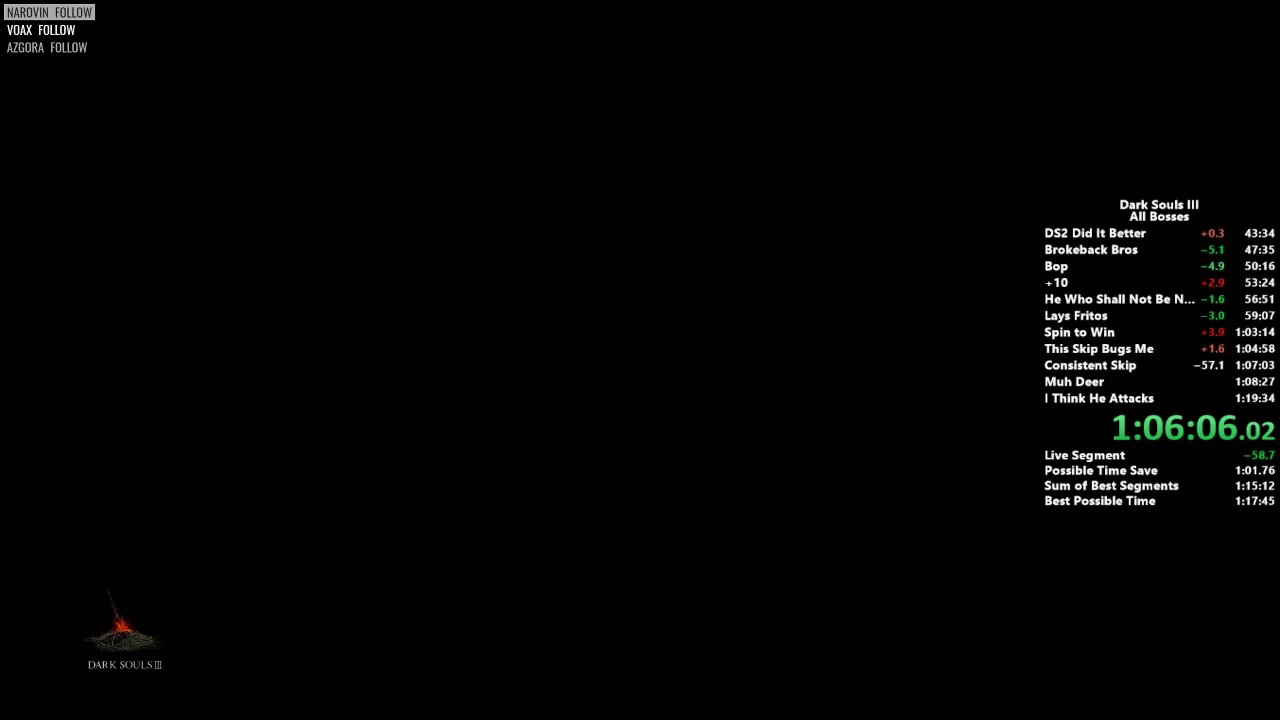 NAROVIN FOLLOW
VOAX FOLLOW
AZGORA FOLLOW
Dark Souls III
All Bosses
DS2 Did It Better +0.3 43:34
Brokeback Bros −5.1 47:35
Bop −4.9 50:16
+10 +2.9 53:24
He Who Shall Not Be N... −1.6 56:51
Lays Fritos −3.0 59:07
Spin to Win +3.9 1:03:14
This Skip Bugs Me +1.6 1:04:58
Consistent Skip −57.1 1:07:03
Muh Deer 1:08:27
I Think He Attacks 1:19:34
1:06:06.02
Live Segment −58.7
Possible Time Save 1:01.76
Sum of Best Segments 1:15:12
Best Possible Time 1:17:45
DARK SOULS III